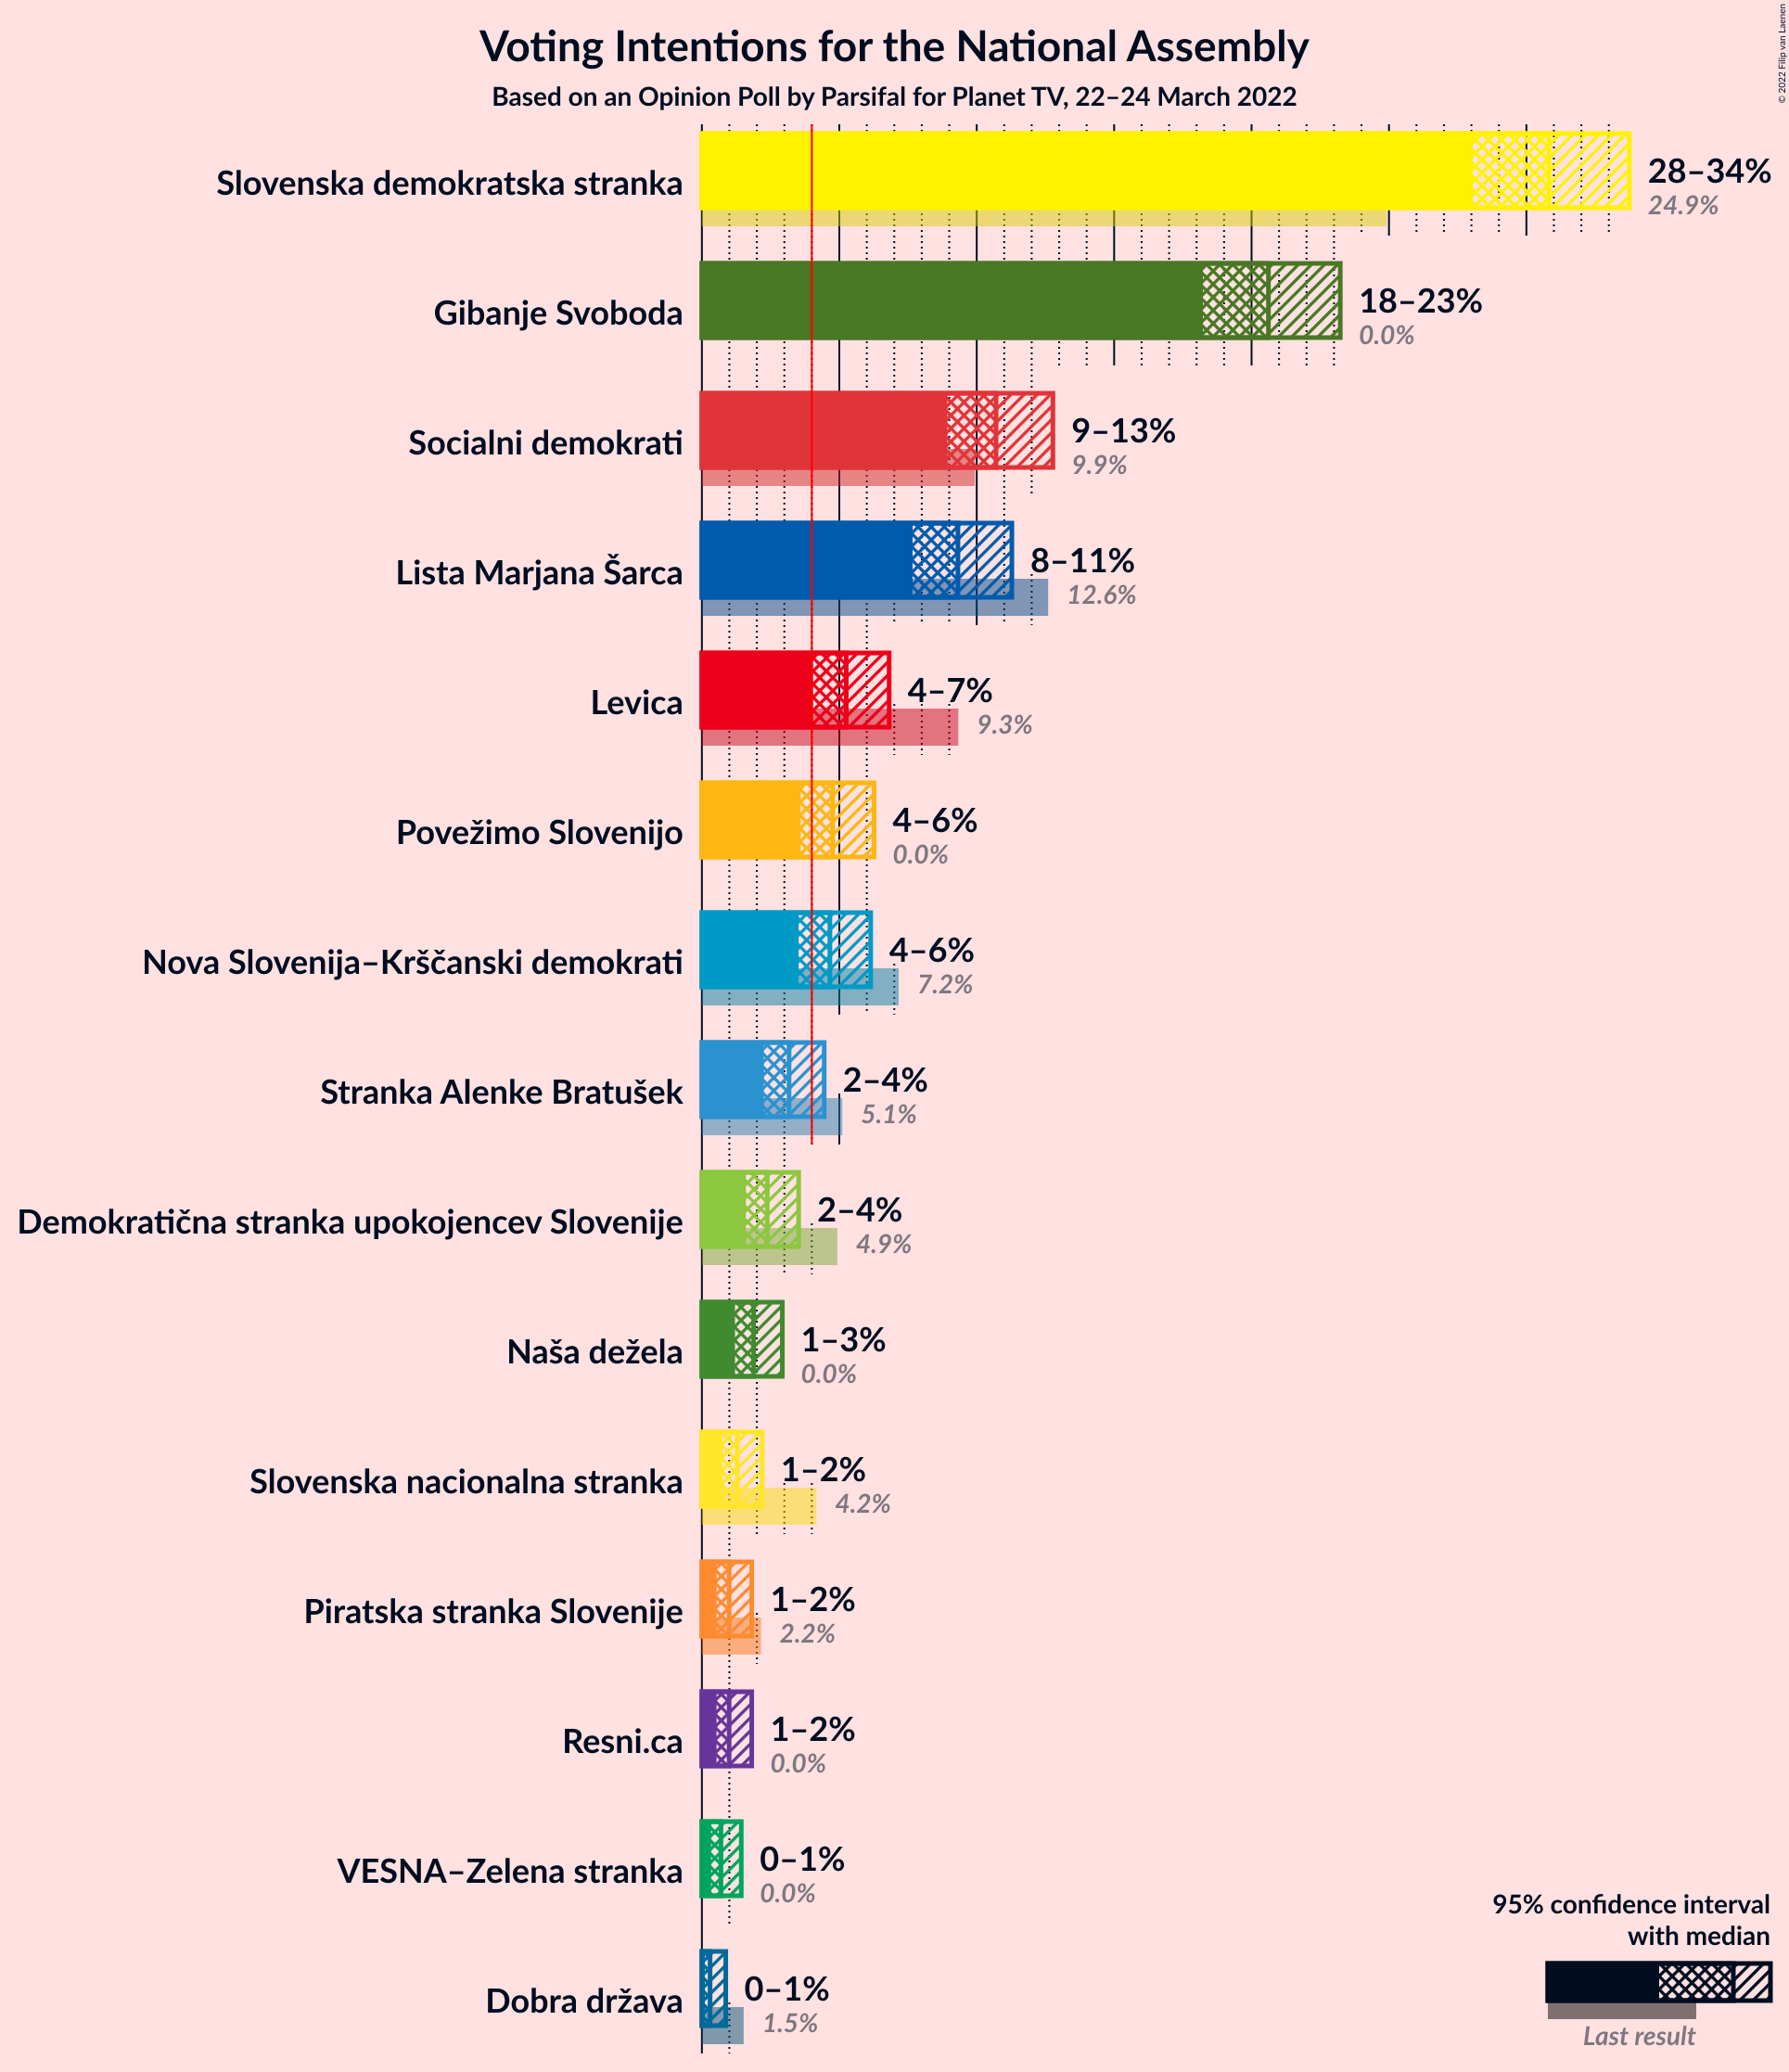 Voting Intentions for the National Assembly
Based on an Opinion Poll by Parsifal for Planet TV, 22–24 March 2022
© 2022 Filip van Laenen
Slovenska demokratska stranka
28–34%
24.9%
Gibanje Svoboda
18–23%
0.0%
Socialni demokrati
9–13%
9.9%
Lista Marjana Šarca
8–11%
12.6%
Levica
4–7%
9.3%
Povežimo Slovenijo
4–6%
0.0%
Nova Slovenija–Krščanski demokrati
4–6%
7.2%
Stranka Alenke Bratušek
2–4%
5.1%
Demokratična stranka upokojencev Slovenije
2–4%
4.9%
Naša dežela
1–3%
0.0%
Slovenska nacionalna stranka
1–2%
4.2%
Piratska stranka Slovenije
1–2%
2.2%
Resni.ca
1–2%
0.0%
VESNA–Zelena stranka
0–1%
0.0%
Dobra država
0–1%
1.5%
95% confidence interval
with median
Last result